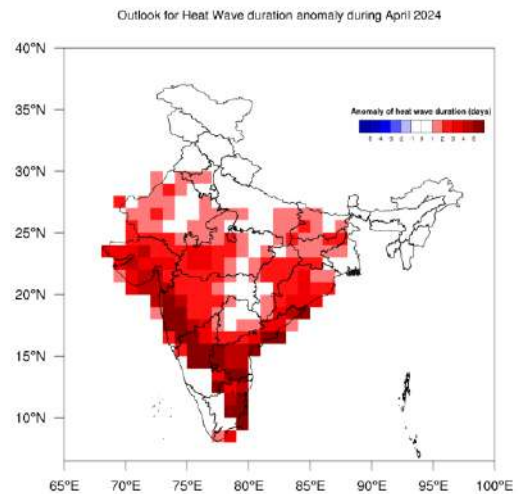 Outlook for Heat Wave duration anomaly during April 2024
40°N
Anomaly of heat wave duration (days)
35°N
30°N
25°N
20°N
15°N
10°N
65°E 70°E 75°E 80°E 85°E 90°E 95°E 100°E